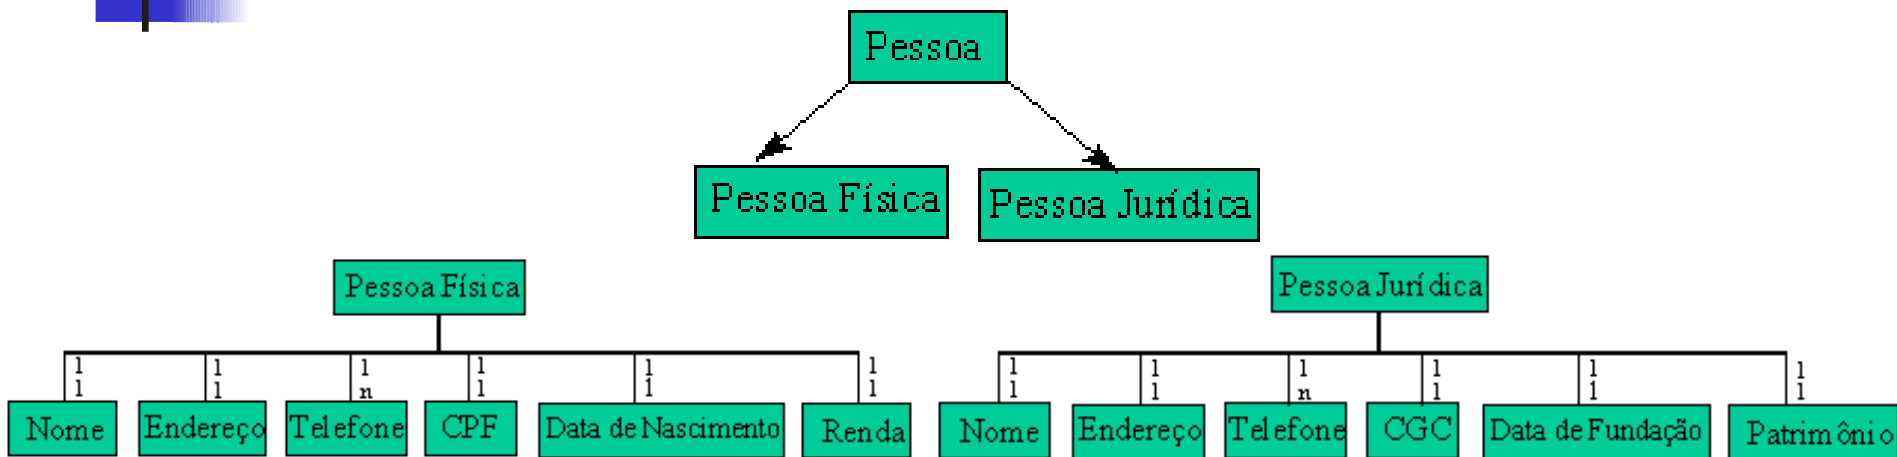 Pessoa
Pessoa Física
Pessoa Jurídica
Pessoa Física
Pessoa Jurídica
1 1 1 1 1 1 1 1 1 1 1 1
1 1 n 1 1 1 1 1 n 1 1 1
Nome Endereço Telefone CPF Data de Nascimento Renda Nome Endereço Telefone CGC Data de Fundação Patrimônio